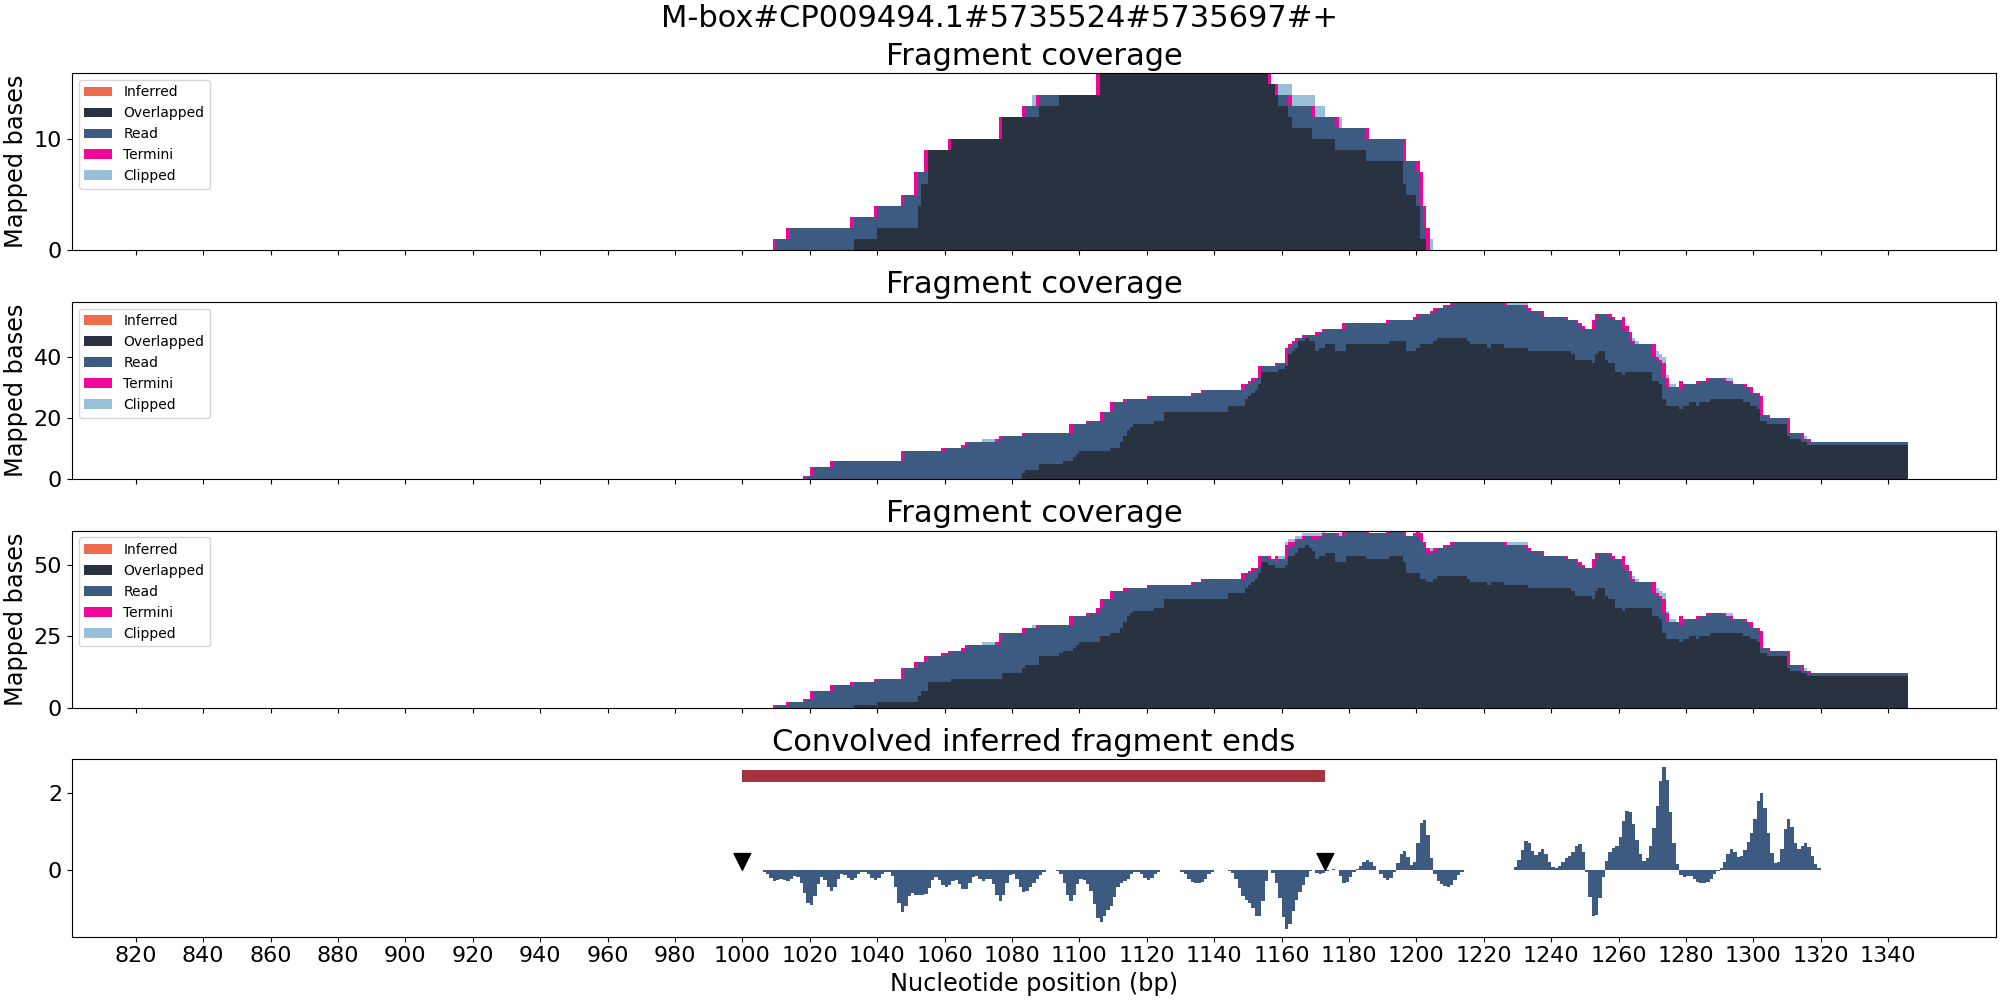 M-box#CP009494.1#5735524#5735697#+
Fragment coverage
Mapped bases
10
0
Inferred
Overlapped
Read
Termini
Clipped
Fragment coverage
Mapped bases
40
20
0
Inferred
Overlapped
Read
Termini
Clipped
Fragment coverage
Mapped bases
50
25
0
Inferred
Overlapped
Read
Termini
Clipped
Convolved inferred fragment ends
2
0
820 840 860 880 900 920 940 960 980 1000 1020 1040 1060 1080 1100 1120 1140 1160 1180 1200 1220 1240 1260 1280 1300 1320 1340
Nucleotide position (bp)